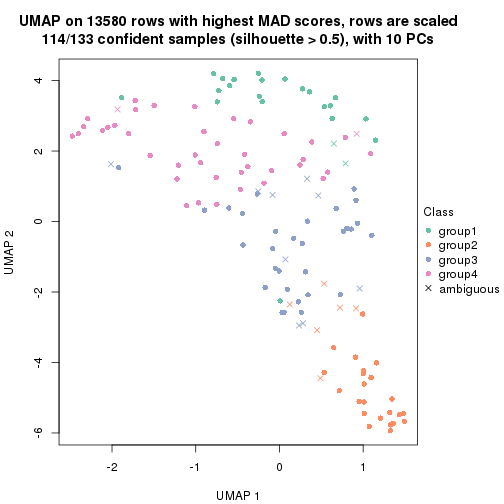 UMAP on 13580 rows with highest MAD scores, rows are scaled
114/133 confident samples (silhouette > 0.5), with 10 PCs
4
2
0
-2
-4
-6
UMAP 2
-2
-1
0
1
UMAP 1
Class
group1
group2
group3
group4
ambiguous